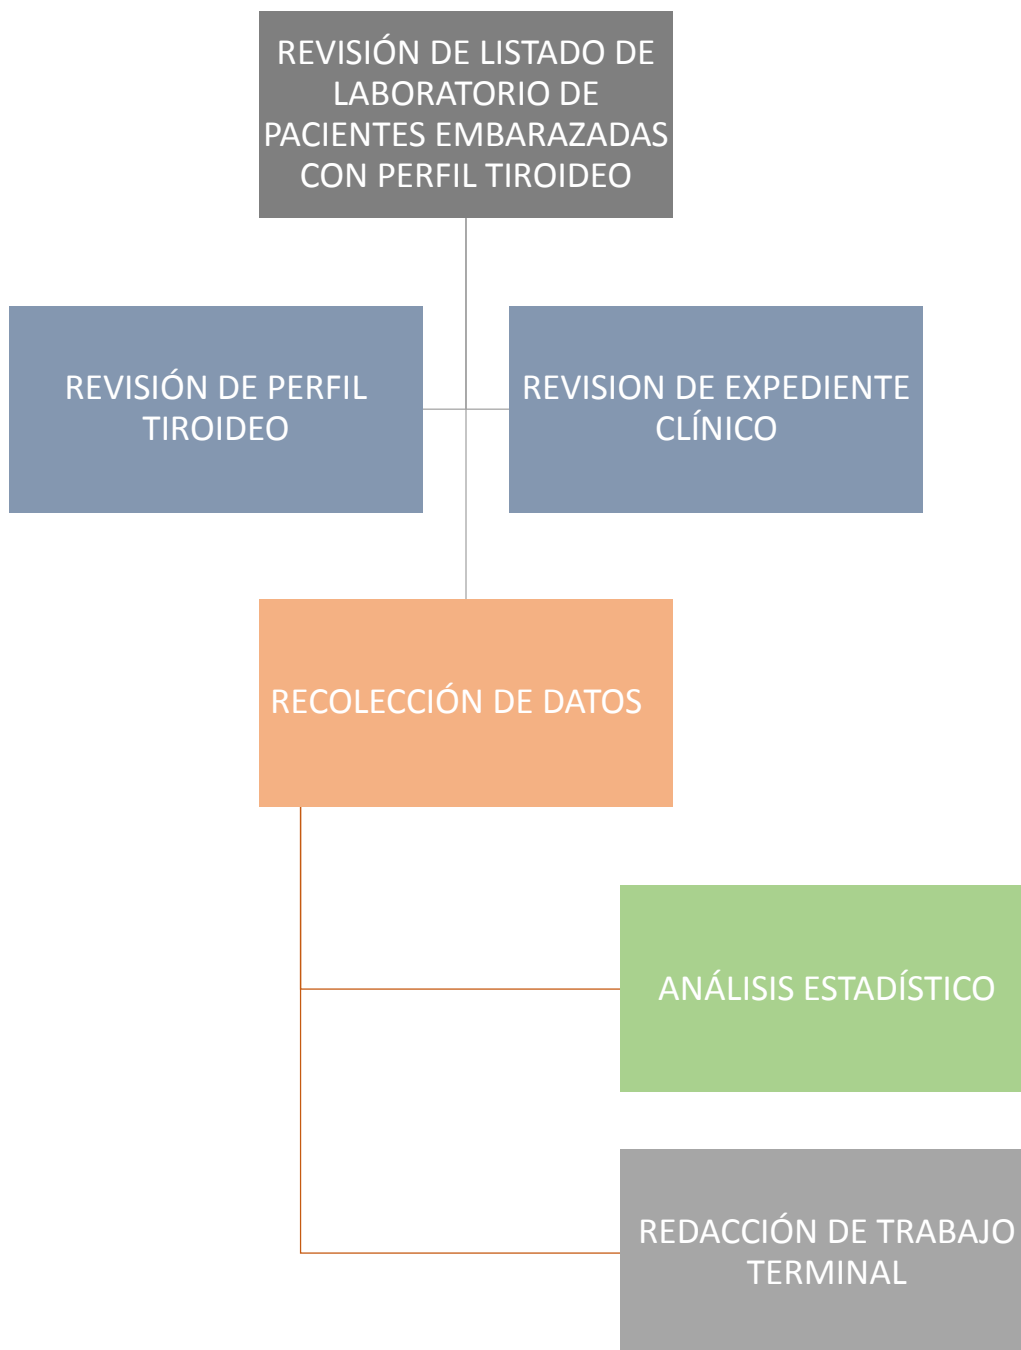 REVISIÓN DE LISTADO DE
LABORATORIO DE
PACIENTES EMBARAZADAS
CON PERFIL TIROIDEO
REVISIÓN DE PERFIL
TIROIDEO
REVISION DE EXPEDIENTE
CLÍNICO
RECOLECCIÓN DE DATOS
ANÁLISIS ESTADÍSTICO
REDACCIÓN DE TRABAJO
TERMINAL